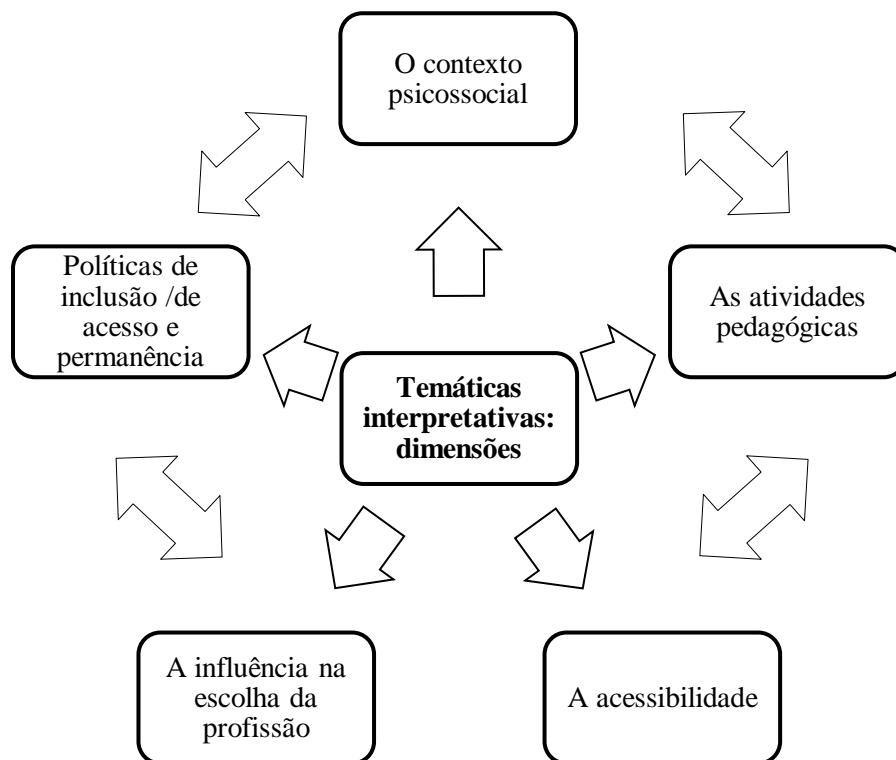 O contexto
psicossocial
Políticas de
inclusão /de
acesso e
permanência
As atividades
pedagógicas
Temáticas
interpretativas:
dimensões
A influência na
escolha da
profissão
A acessibilidade